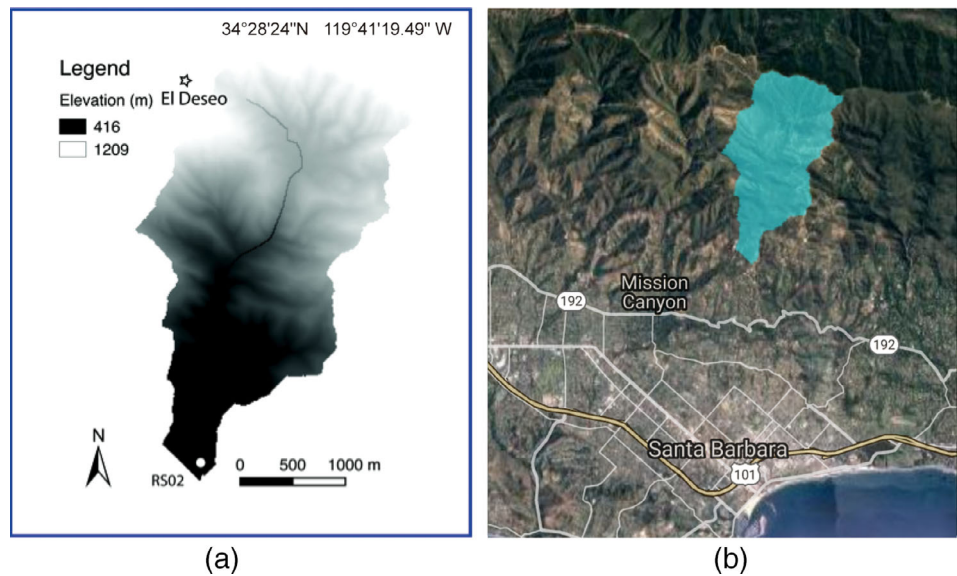 34°28'24"N 119°41'19.49" W
Legend
El Deseo
Elevation (m)
416
1209
N
RS02
0 500 1000 m
(a)
Mission
Canyon
192
192
Santa Barbara
101
(b)